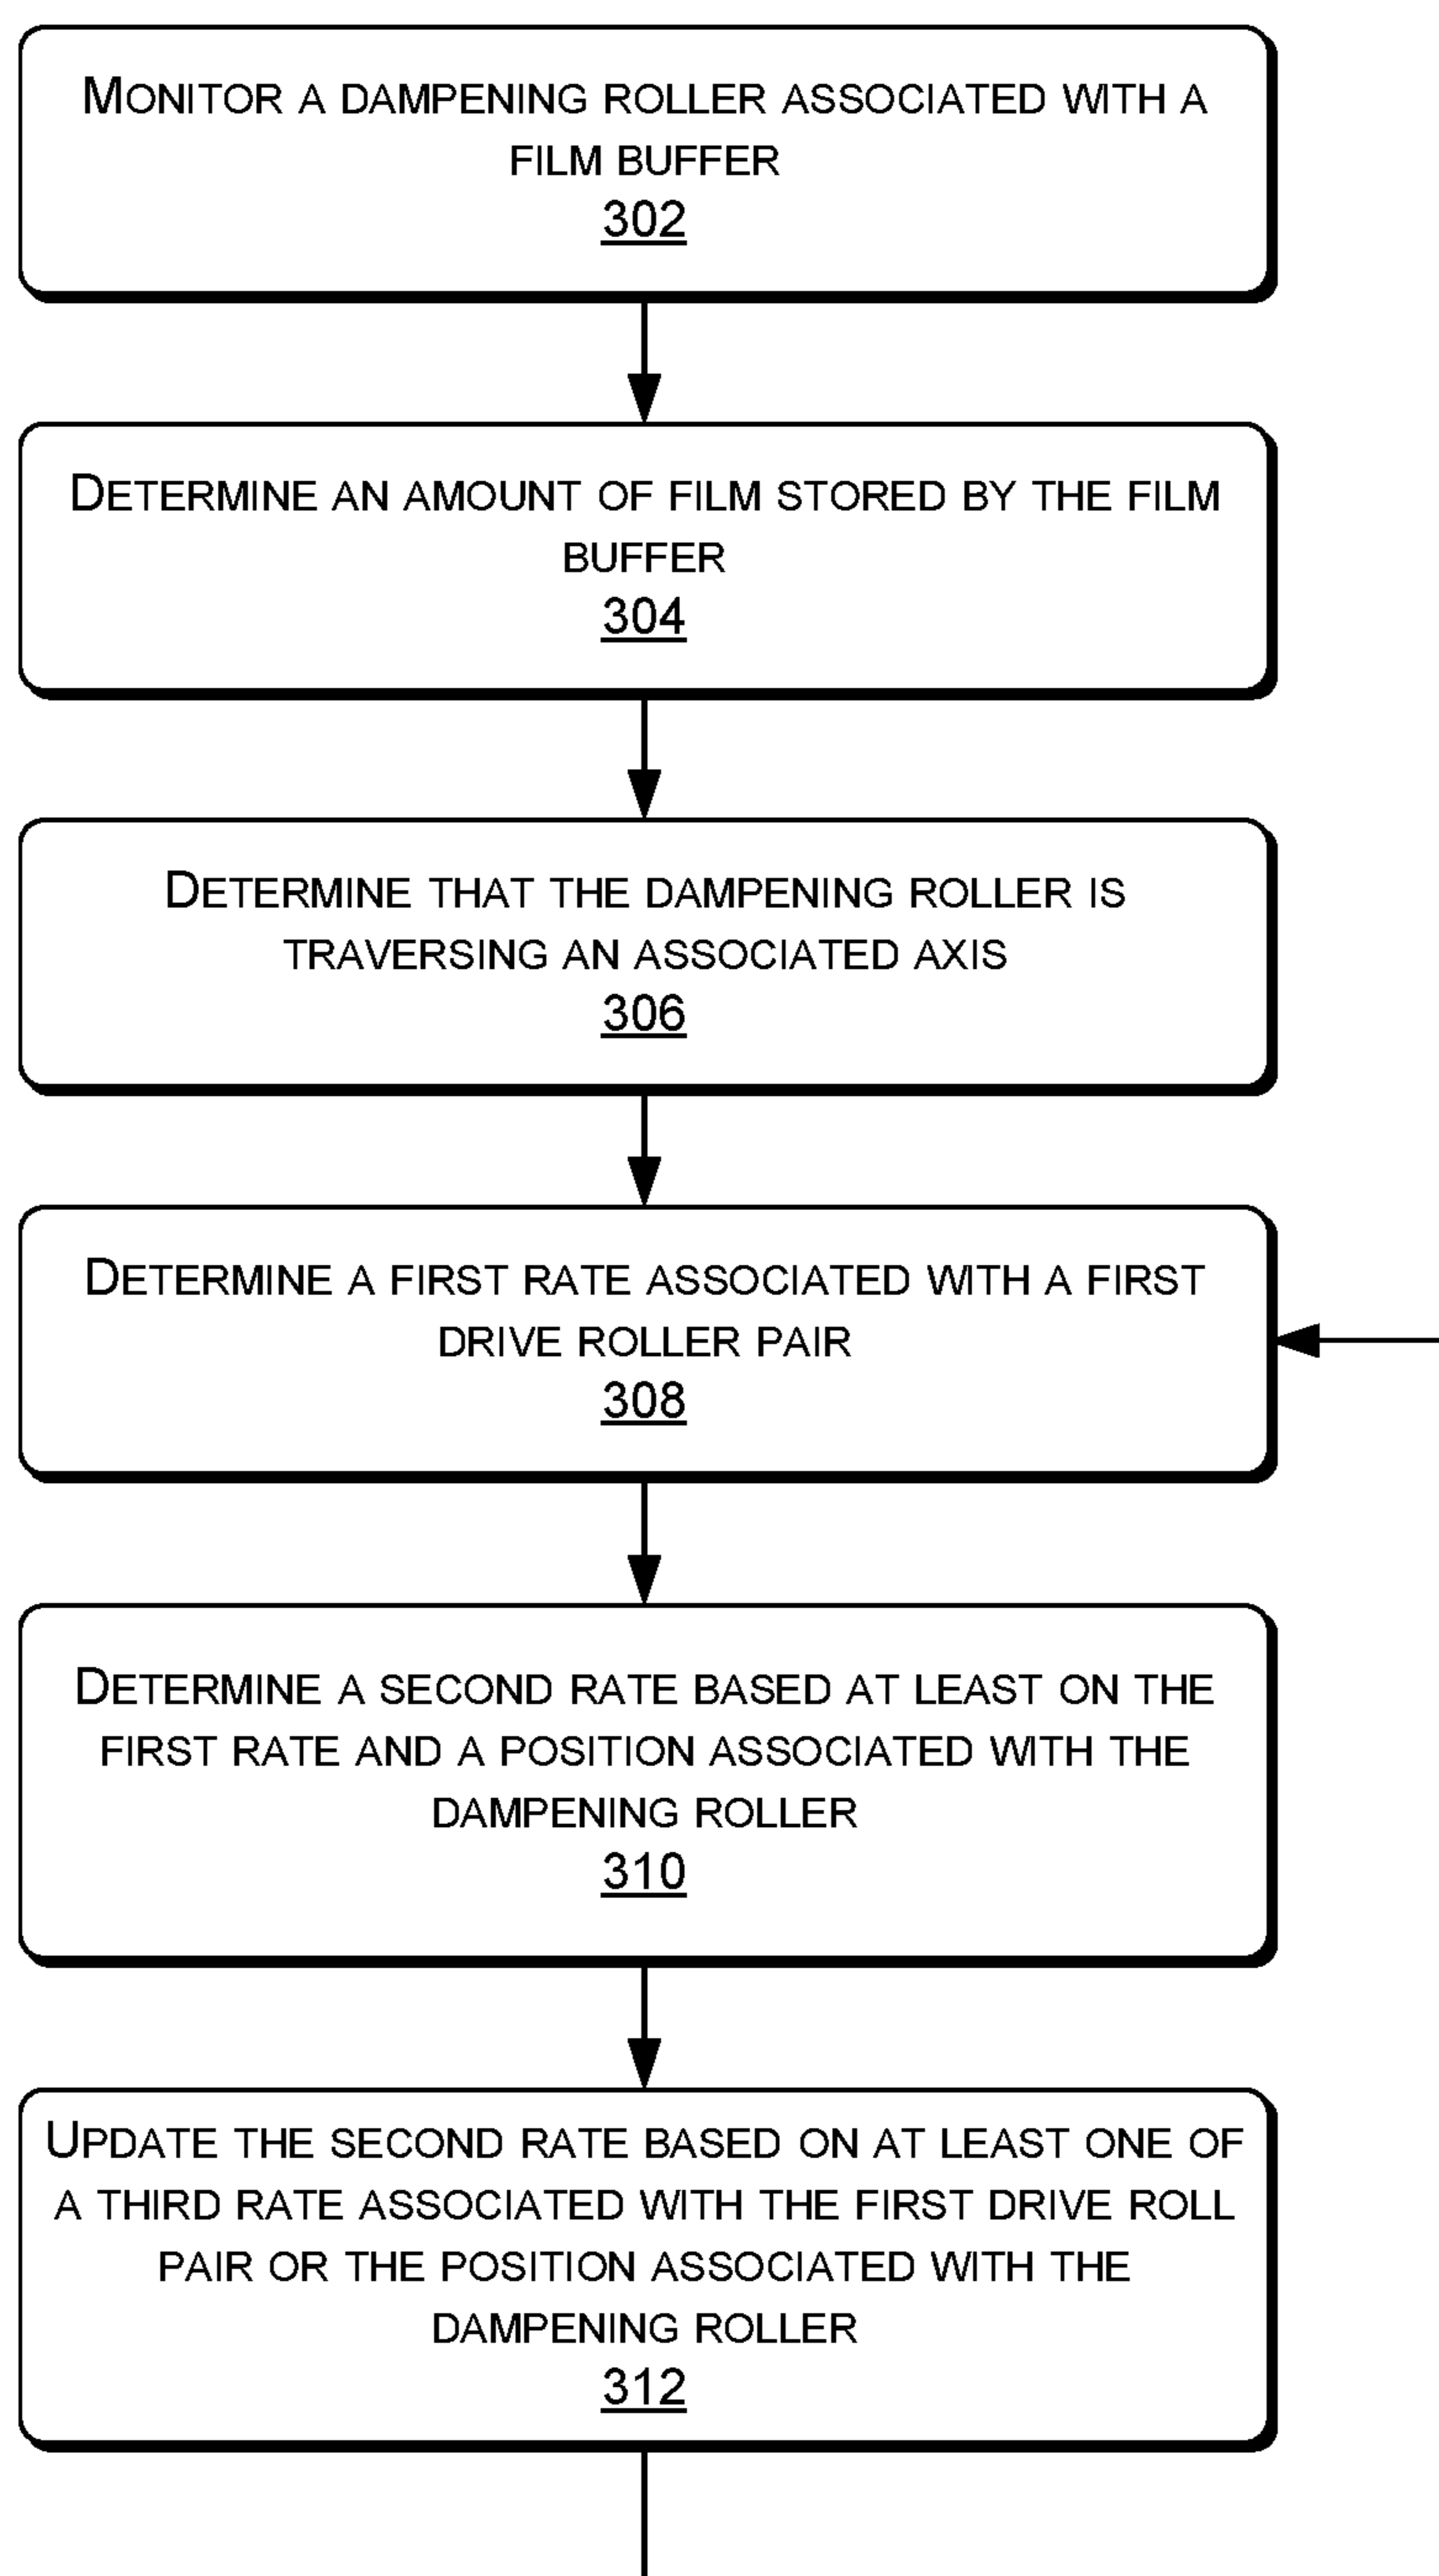 MONITOR A DAMPENING ROLLER ASSOCIATED WITH A
FILM BUFFER
302
DETERMINE AN AMOUNT OF FILM STORED BY THE FILM
BUFFER
304
DETERMINE THAT THE DAMPENING ROLLER IS
TRAVERSING AN ASSOCIATED AXIS
306
DETERMINE A FIRST RATE ASSOCIATED WITH A FIRST
DRIVE ROLLER PAIR
308
DETERMINE A SECOND RATE BASED AT LEAST ON THE
FIRST RATE AND A POSITION ASSOCIATED WITH THE
DAMPENING ROLLER
310
UPDATE THE SECOND RATE BASED ON AT LEAST ONE OF
A THIRD RATE ASSOCIATED WITH THE FIRST DRIVE ROLL
PAIR OR THE POSITION ASSOCIATED WITH THE
DAMPENING ROLLER
312